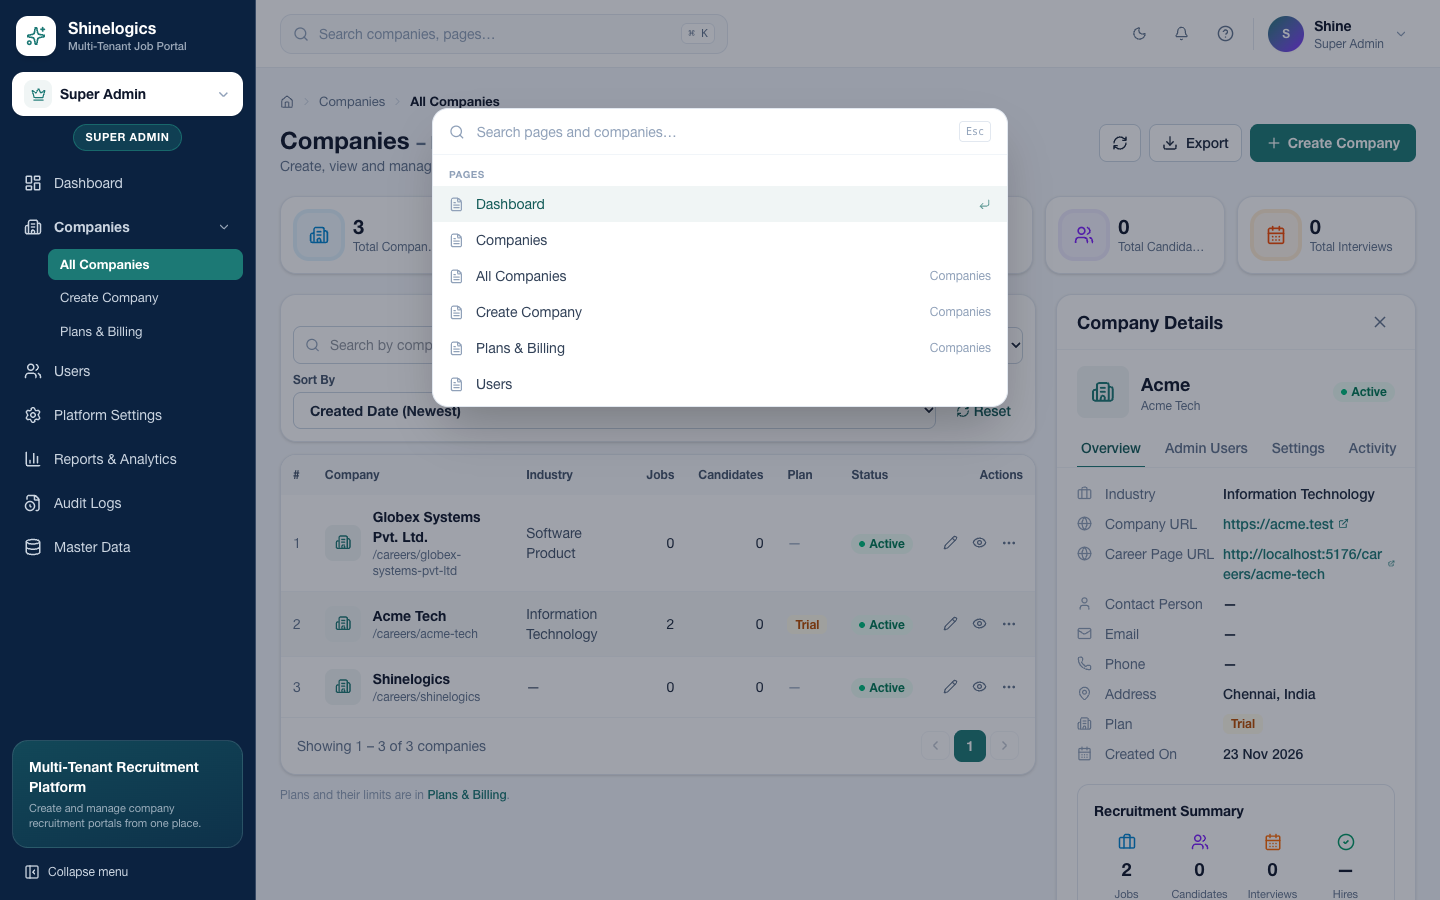 Shinelogics
Multi-Tenant Job Portal
Super Admin
SUPER ADMIN
Dashboard
Companies
All Companies
Create Company
Plans & Billing
Users
Platform Settings
Reports & Analytics
Audit Logs
Master Data
Multi-Tenant Recruitment
Platform
Create and manage company
recruitment portals from one place.
Collapse menu
Search companies, pages...
⌘ K
S
Shine
Super Admin
Companies
All Companies
Companies –
Create, view and manag
Export
Create Company
Search pages and companies...
Esc
PAGES
Dashboard
Companies
All Companies Companies
Create Company Companies
Plans & Billing Companies
Users
3
Total Compan...
0
Total Candida...
0
Total Interviews
Search by comp
Sort By
Created Date (Newest)
Reset
# Company Industry Jobs Candidates Plan Status Actions
1 Globex Systems
Pvt. Ltd.
/careers/globex-
systems-pvt-ltd
Software
Product
0 0 — Active
2 Acme Tech
/careers/acme-tech
Information
Technology
2 0 Trial Active
3 Shinelogics
/careers/shinelogics
— 0 0 — Active
Showing 1 – 3 of 3 companies
1
Plans and their limits are in Plans & Billing.
Company Details
Acme
Acme Tech
Active
Overview Admin Users Settings Activity
Industry Information Technology
Company URL https://acme.test
Career Page URL http://localhost:5176/car
eers/acme-tech
Contact Person —
Email —
Phone —
Address Chennai, India
Plan Trial
Created On 23 Nov 2026
Recruitment Summary
2 0 0 —
Jobs Candidates Interviews Hires